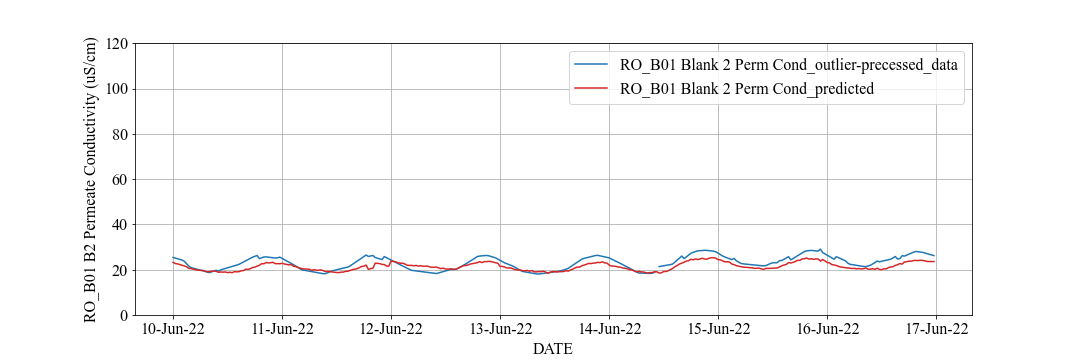 RO_B01 B2 Permeate Conductivity (uS/cm)
120
100
80
60
40
20
0
RO_B01 Blank 2 Perm Cond_outlier-precessed_data
RO_B01 Blank 2 Perm Cond_predicted
10-Jun-22 11-Jun-22 12-Jun-22 13-Jun-22 14-Jun-22 15-Jun-22 16-Jun-22 17-Jun-22
DATE